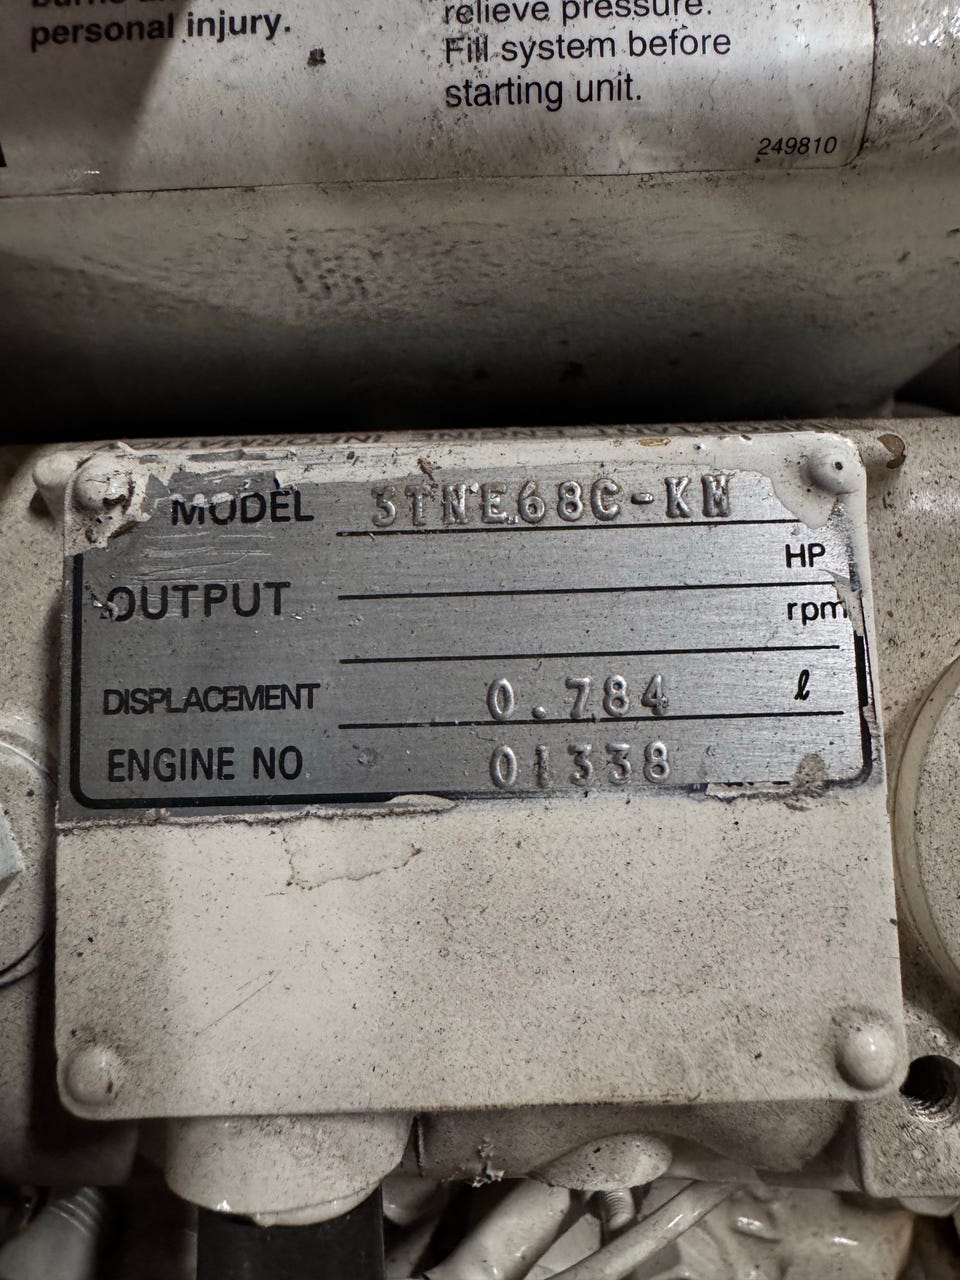 personal injury.
relieve pressure.
Fill system before
starting unit.
249810
MODEL 3TNE68C-KN
HP
OUTPUT
rpm
DISPLACEMENT 0.784 ℓ
ENGINE NO 01338